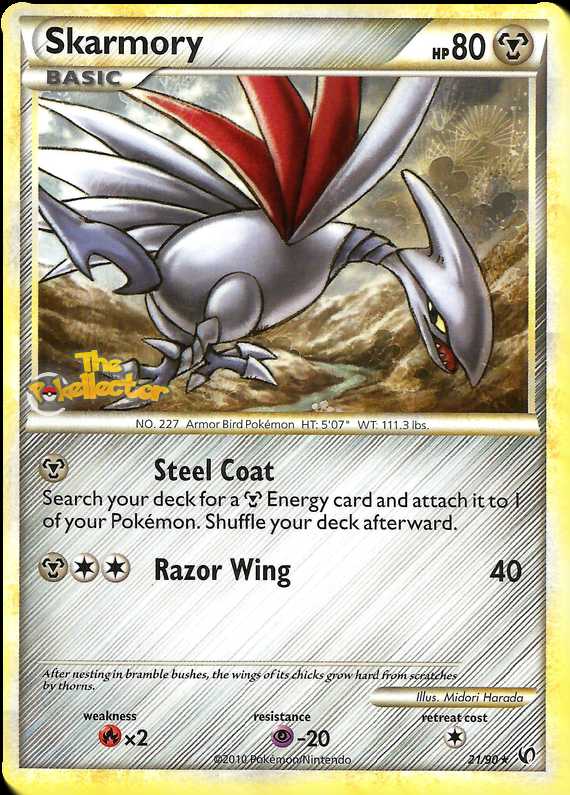 Skarmory
HP 80
BASIC
The
Pokellector
NO. 227 Armor Bird Pokémon HT: 5'07" WT: 111.3 lbs.
Steel Coat
Search your deck for a Energy card and attach it to 1
of your Pokémon. Shuffle your deck afterward.
Razor Wing 40
After nesting in bramble bushes, the wings of its chicks grow hard from scratches
by thorns.
Illus. Midori Harada
weakness resistance retreat cost
×2 -20
©2010 Pokémon/Nintendo 21/90★